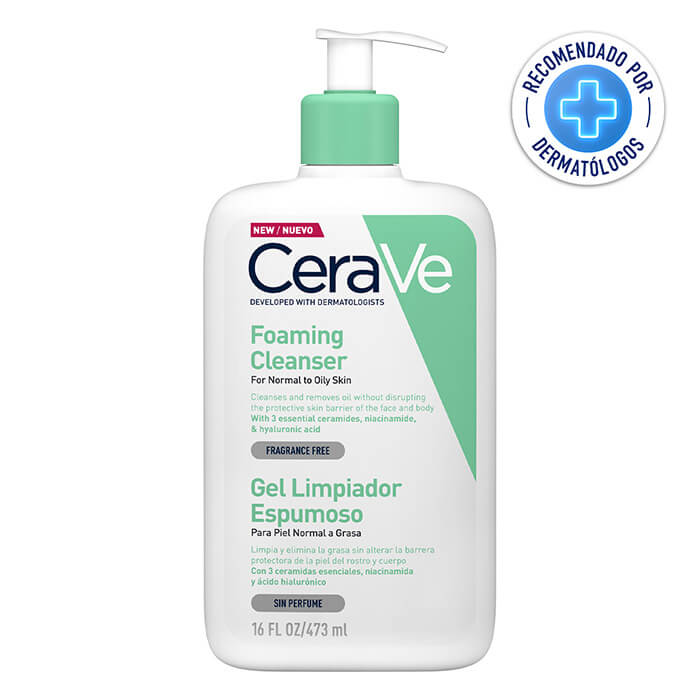 RECOMENDADO POR
DERMATÓLOGOS
NEW / NUEVO
CeraVe
DEVELOPED WITH DERMATOLOGISTS
Foaming
Cleanser
For Normal to Oily Skin
Cleanses and removes oil without disrupting
the protective skin barrier of the face and body
With 3 essential ceramides, niacinamide,
& hyaluronic acid
FRAGRANCE FREE
Gel Limpiador
Espumoso
Para Piel Normal a Grasa
Limpia y elimina la grasa sin alterar la barrera
protectora de la piel del rostro y cuerpo
Con 3 ceramidas esenciales, niacinamida
y ácido hialurónico
SIN PERFUME
16 FL OZ/473 ml